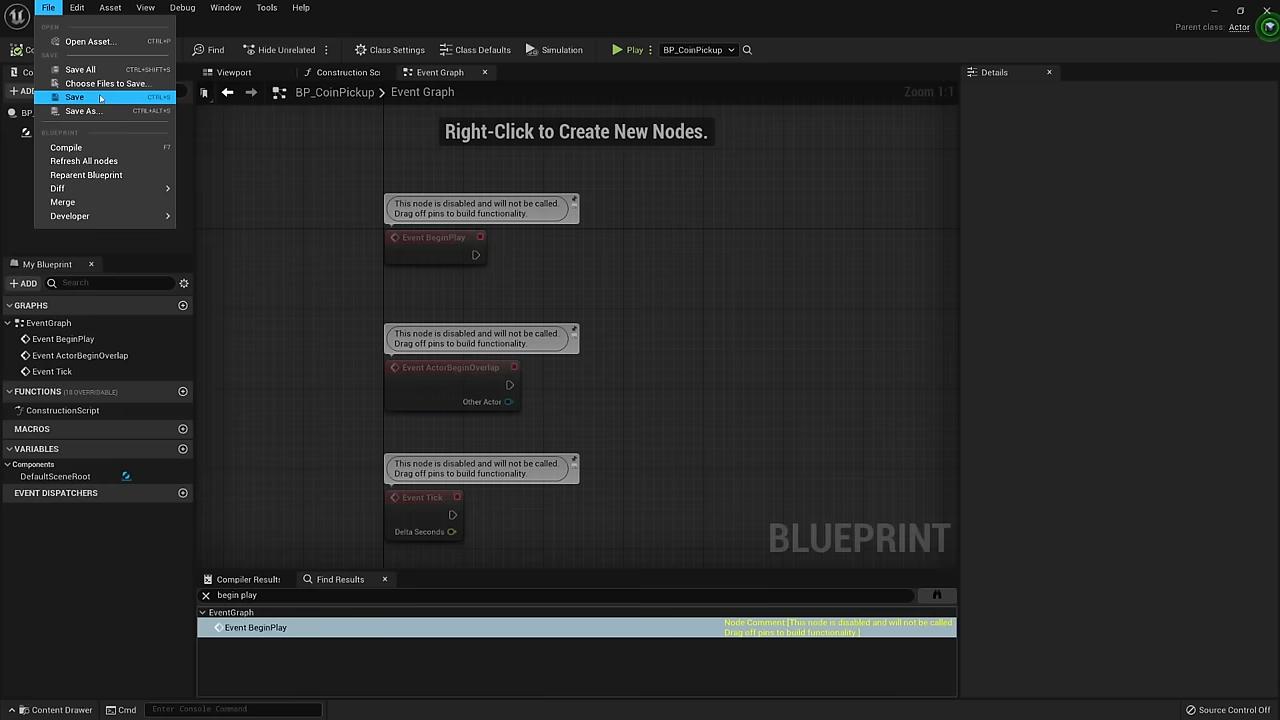 File Edit Asset View Debug Window Tools Help
Parent class: Actor
OPEN
Open Asset... CTRL+P
SAVE
Save All CTRL+SHIFT+S
Choose Files to Save...
Save CTRL+S
Save As... CTRL+ALT+S
BLUEPRINT
Compile F7
Refresh All nodes
Reparent Blueprint
Diff
Merge
Developer
Find
Hide Unrelated
Class Settings
Class Defaults
Simulation
Play
BP_CoinPickup
Viewport
Construction Sc
Event Graph
BP_CoinPickup > Event Graph
Zoom 1:1
Details
Right-Click to Create New Nodes.
This node is disabled and will not be called.
Drag off pins to build functionality.
Event BeginPlay
This node is disabled and will not be called.
Drag off pins to build functionality.
Event ActorBeginOverlap
Other Actor
This node is disabled and will not be called.
Drag off pins to build functionality.
Event Tick
Delta Seconds
BLUEPRINT
My Blueprint
ADD
Search
GRAPHS
EventGraph
Event BeginPlay
Event ActorBeginOverlap
Event Tick
FUNCTIONS (18 OVERRIDABLE)
ConstructionScript
MACROS
VARIABLES
Components
DefaultSceneRoot
EVENT DISPATCHERS
Compiler Results
Find Results
begin play
EventGraph
Event BeginPlay
Node Comment:[This node is disabled and will not be called.
Drag off pins to build functionality.]
Content Drawer
Cmd
Enter Console Command
Source Control Off